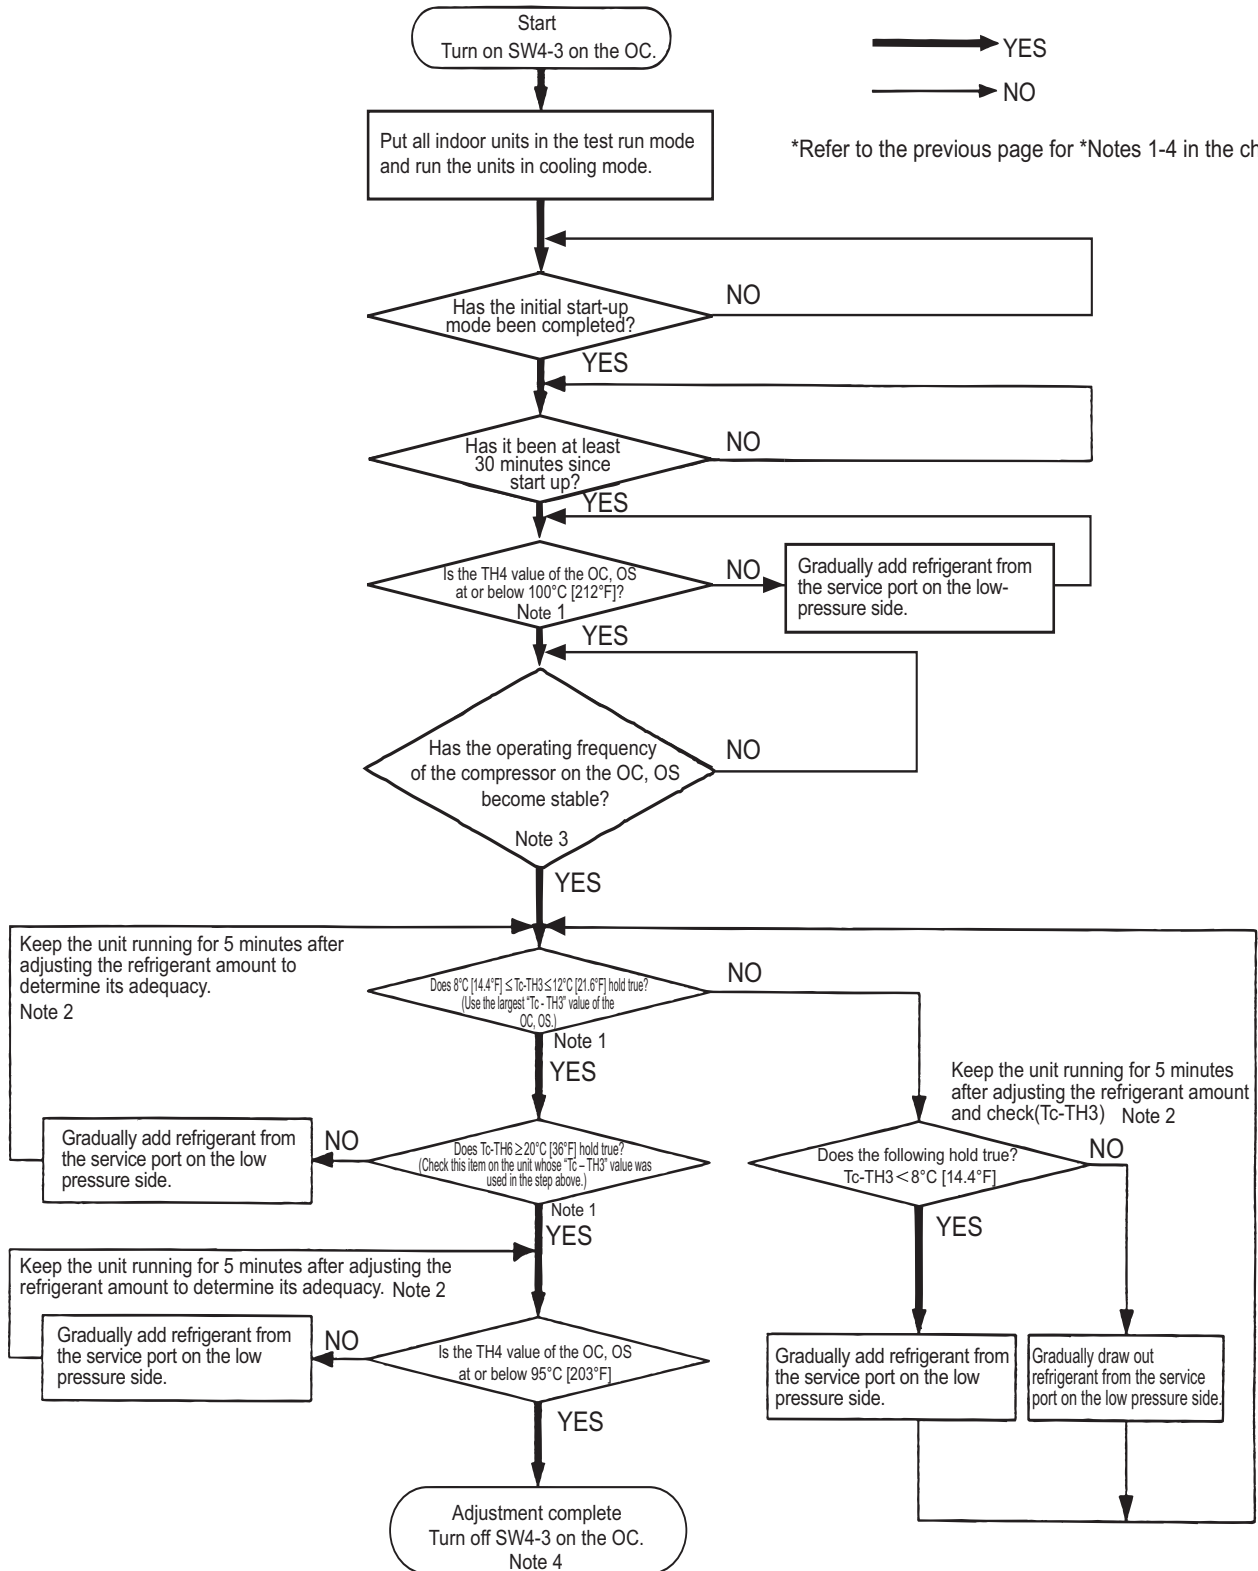 Start
Turn on SW4-3 on the OC.
YES
NO
Put all indoor units in the test run mode
and run the units in cooling mode.
*Refer to the previous page for *Notes 1-4 in the ch
Has the initial start-up
mode been completed?
NO
YES
Has it been at least
30 minutes since
start up?
NO
YES
Is the TH4 value of the OC, OS
at or below 100°C [212°F]?
Note 1
NO
Gradually add refrigerant from
the service port on the low-
pressure side.
YES
Has the operating frequency
of the compressor on the OC, OS
become stable?
Note 3
NO
YES
Keep the unit running for 5 minutes after
adjusting the refrigerant amount to
determine its adequacy.
Note 2
Does 8°C [14.4°F] ≤Tc-TH3≤12°C [21.6°F] hold true?
(Use the largest “Tc - TH3” value of the
OC, OS.)
Note 1
NO
YES
Keep the unit running for 5 minutes
after adjusting the refrigerant amount
and check(Tc-TH3) Note 2
Gradually add refrigerant from
the service port on the low
pressure side.
NO
Does Tc-TH6 ≥20°C [36°F] hold true?
(Check this item on the unit whose “Tc – TH3” value was
used in the step above.)
Note 1
YES
Does the following hold true?
Tc-TH3＜8°C [14.4°F]
NO
YES
Keep the unit running for 5 minutes after adjusting the
refrigerant amount to determine its adequacy. Note 2
Gradually add refrigerant from
the service port on the low
pressure side.
NO
Is the TH4 value of the OC, OS
at or below 95°C [203°F]
YES
Gradually add refrigerant from
the service port on the low
pressure side.
Gradually draw out
refrigerant from the service
port on the low pressure side.
Adjustment complete
Turn off SW4-3 on the OC.
Note 4